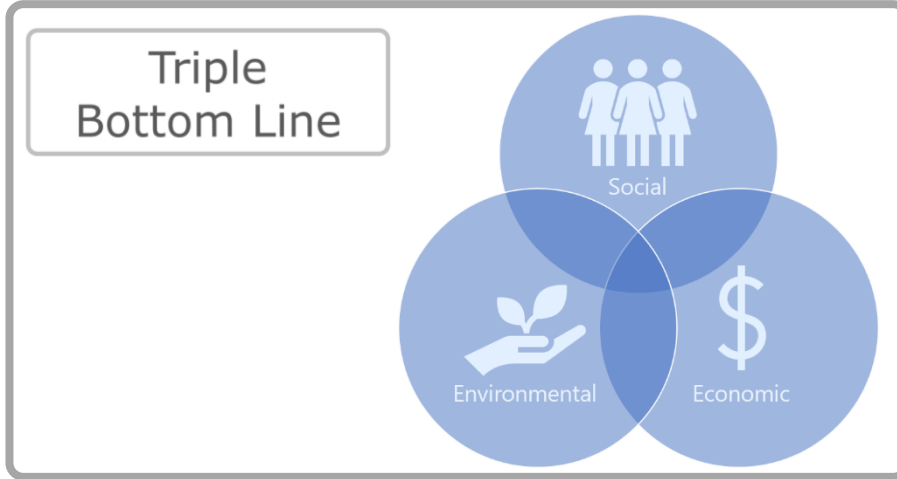 Triple
Bottom Line
Social
Environmental
Economic